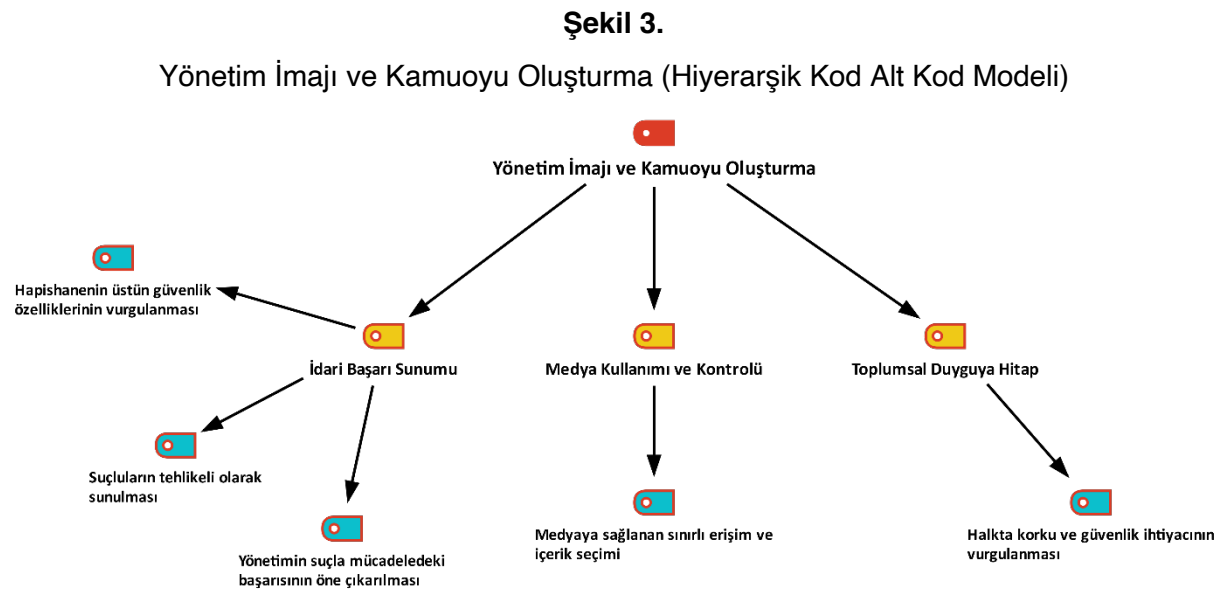 Şekil 3.
Yönetim İmajı ve Kamuoyu Oluşturma (Hiyerarşik Kod Alt Kod Modeli)
Yönetim İmajı ve Kamuoyu Oluşturma
Hapishanenin üstün güvenlik
özelliklerinin vurgulanması
İdari Başarı Sunumu
Medya Kullanımı ve Kontrolü
Toplumsal Duyguya Hitap
Suçluların tehlikeli olarak
sunulması
Yönetimin suçla mücadeledeki
başarısının öne çıkarılması
Medyaya sağlanan sınırlı erişim ve
içerik seçimi
Halkta korku ve güvenlik ihtiyacının
vurgulanması